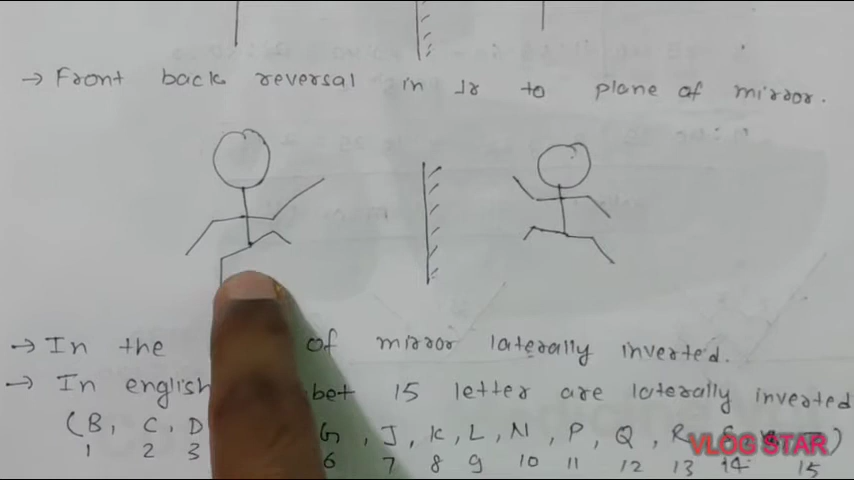 → Front back reversal in ⊥r to plane of mirror.
→ In the of mirror laterally inverted.
→ In english bet 15 letter are laterally inverted
(B, C, D G, J, K, L, N, P, Q, R, S, )
1 2 3 6 7 8 9 10 11 12 13 14 15
VLOG STAR